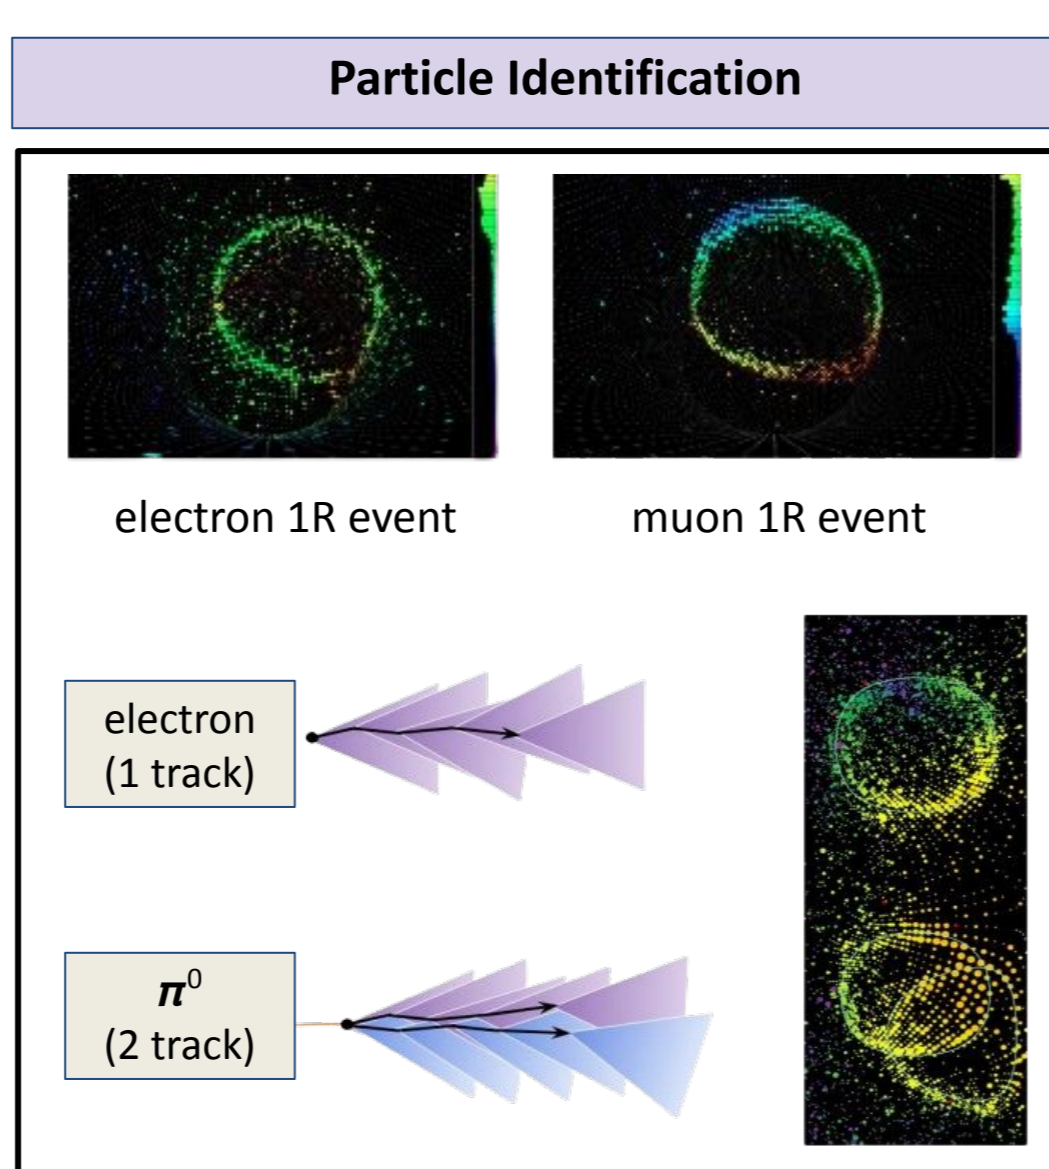 Particle Identification
electron 1R event
muon 1R event
electron
(1 track)
π⁰
(2 track)